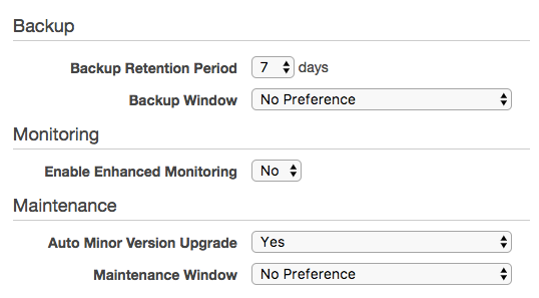 Backup
Backup Retention Period 7 days
Backup Window No Preference
Monitoring
Enable Enhanced Monitoring No
Maintenance
Auto Minor Version Upgrade Yes
Maintenance Window No Preference